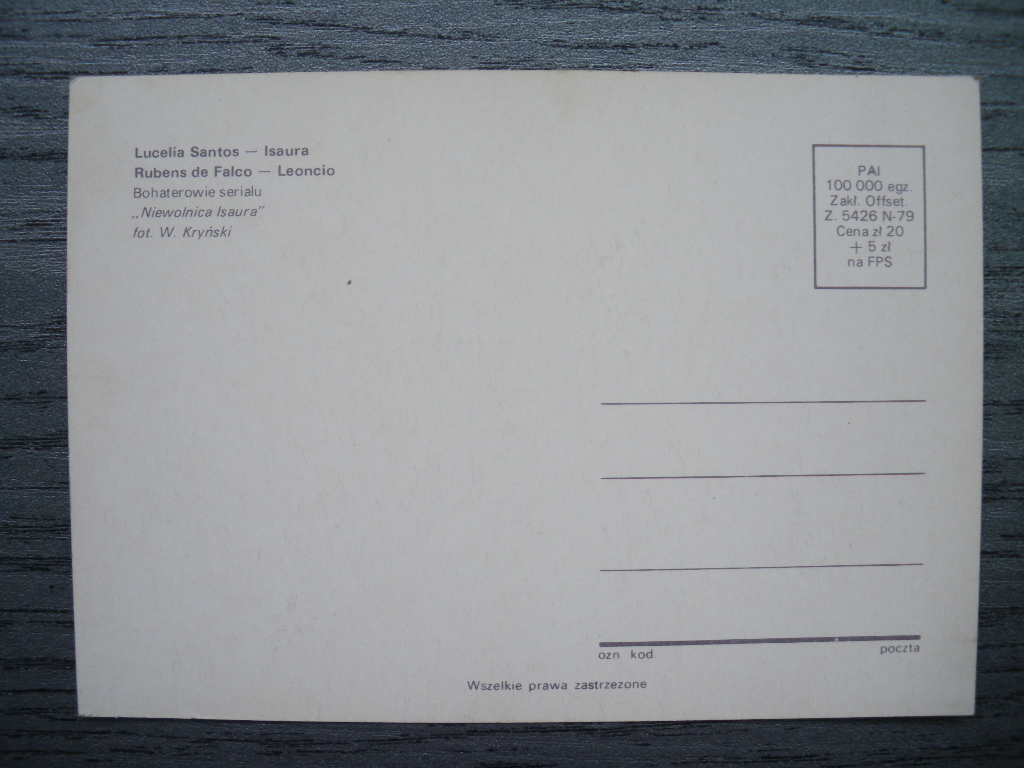 Lucelia Santos — Isaura
Rubens de Falco — Leoncio
Bohaterowie serialu
„Niewolnica Isaura”
fot. W. Kryński
PAI
100 000 egz.
Zakł. Offset.
Z. 5426 N-79
Cena zł 20
+ 5 zł
na FPS
ozn. kod.
poczta
Wszelkie prawa zastrzeżone